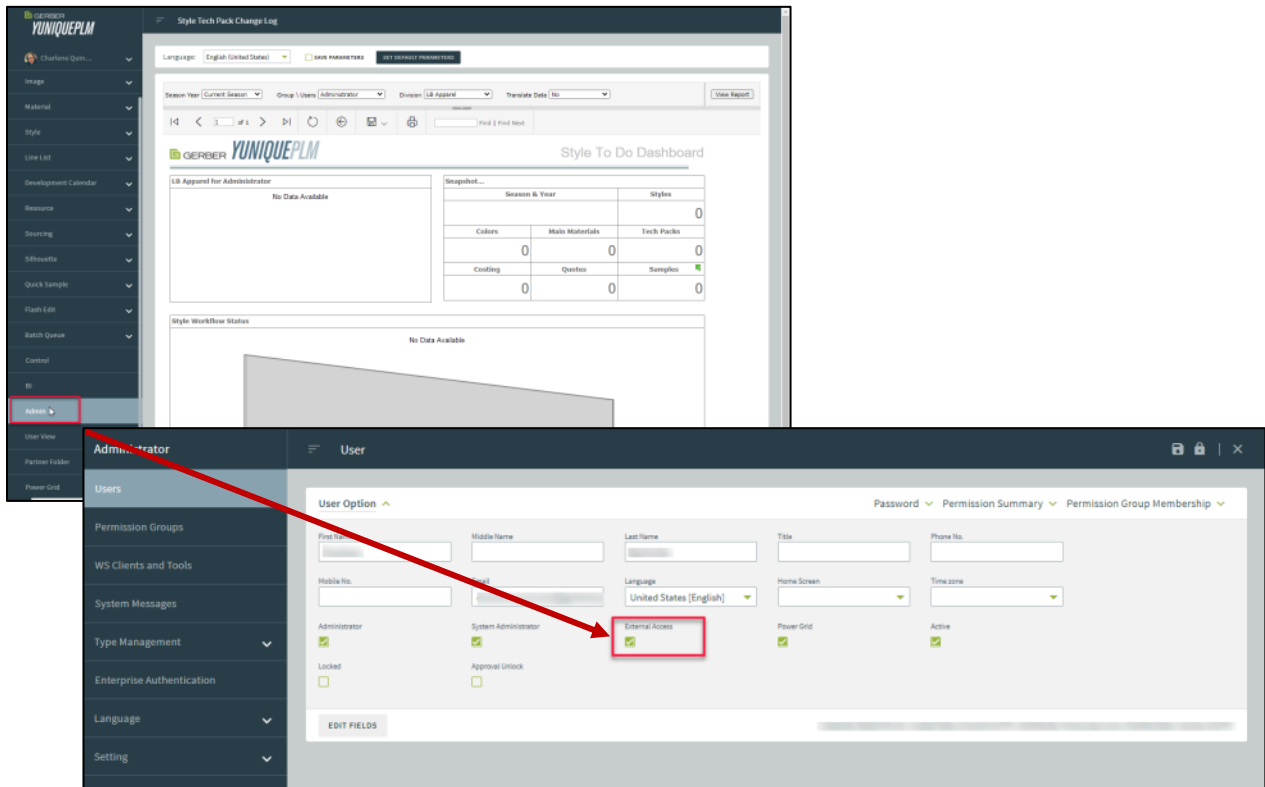 GERBER
YUNIQUEPLM
Style Tech Pack Change Log
Charlene Quin...
Image
Material
Style
Line List
Development Calendar
Resource
Sourcing
Silhouette
Quick Sample
Flash Edit
Batch Queue
Control
BI
Admin
User View
Partner Folder
Power Grid
Language: English (United States) SAVE PARAMETERS SET DEFAULT PARAMETERS
Season Year Current Season Group \ Users Administrator Division LB Apparel Translate Data No View Report
1 of 1 Find | Find Next
GERBER YUNIQUEPLM Style To Do Dashboard
LB Apparel for Administrator
No Data Available
Snapshot...
Season & Year Styles
0
Colors Main Materials Tech Packs
0 0 0
Costing Quotes Samples
0 0 0
Style Workflow Status
No Data Available
Administrator
Users
Permission Groups
WS Clients and Tools
System Messages
Type Management
Enterprise Authentication
Language
Setting
User
User Option Password Permission Summary Permission Group Membership
First Name Middle Name Last Name Title Phone No.
Mobile No. Email Language Home Screen Time zone
United States [English]
Administrator System Administrator External Access Power Grid Active
Locked Approval Unlock
EDIT FIELDS